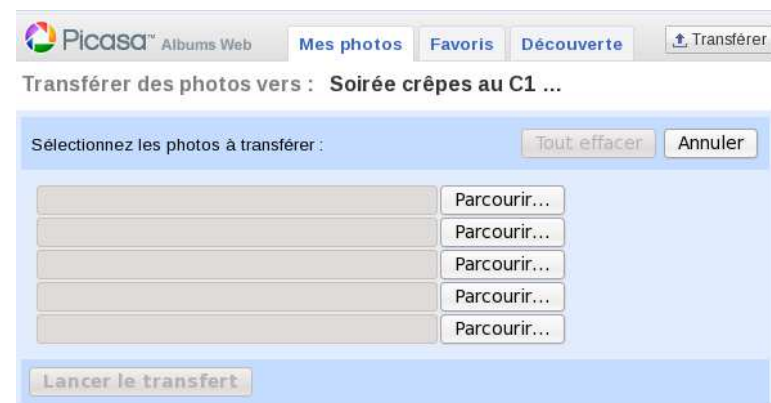 Picasa™ Albums Web Mes photos Favoris Découverte Transférer
Transférer des photos vers : Soirée crêpes au C1 ...
Sélectionnez les photos à transférer : Tout effacer Annuler
Parcourir...
Parcourir...
Parcourir...
Parcourir...
Parcourir...
Lancer le transfert